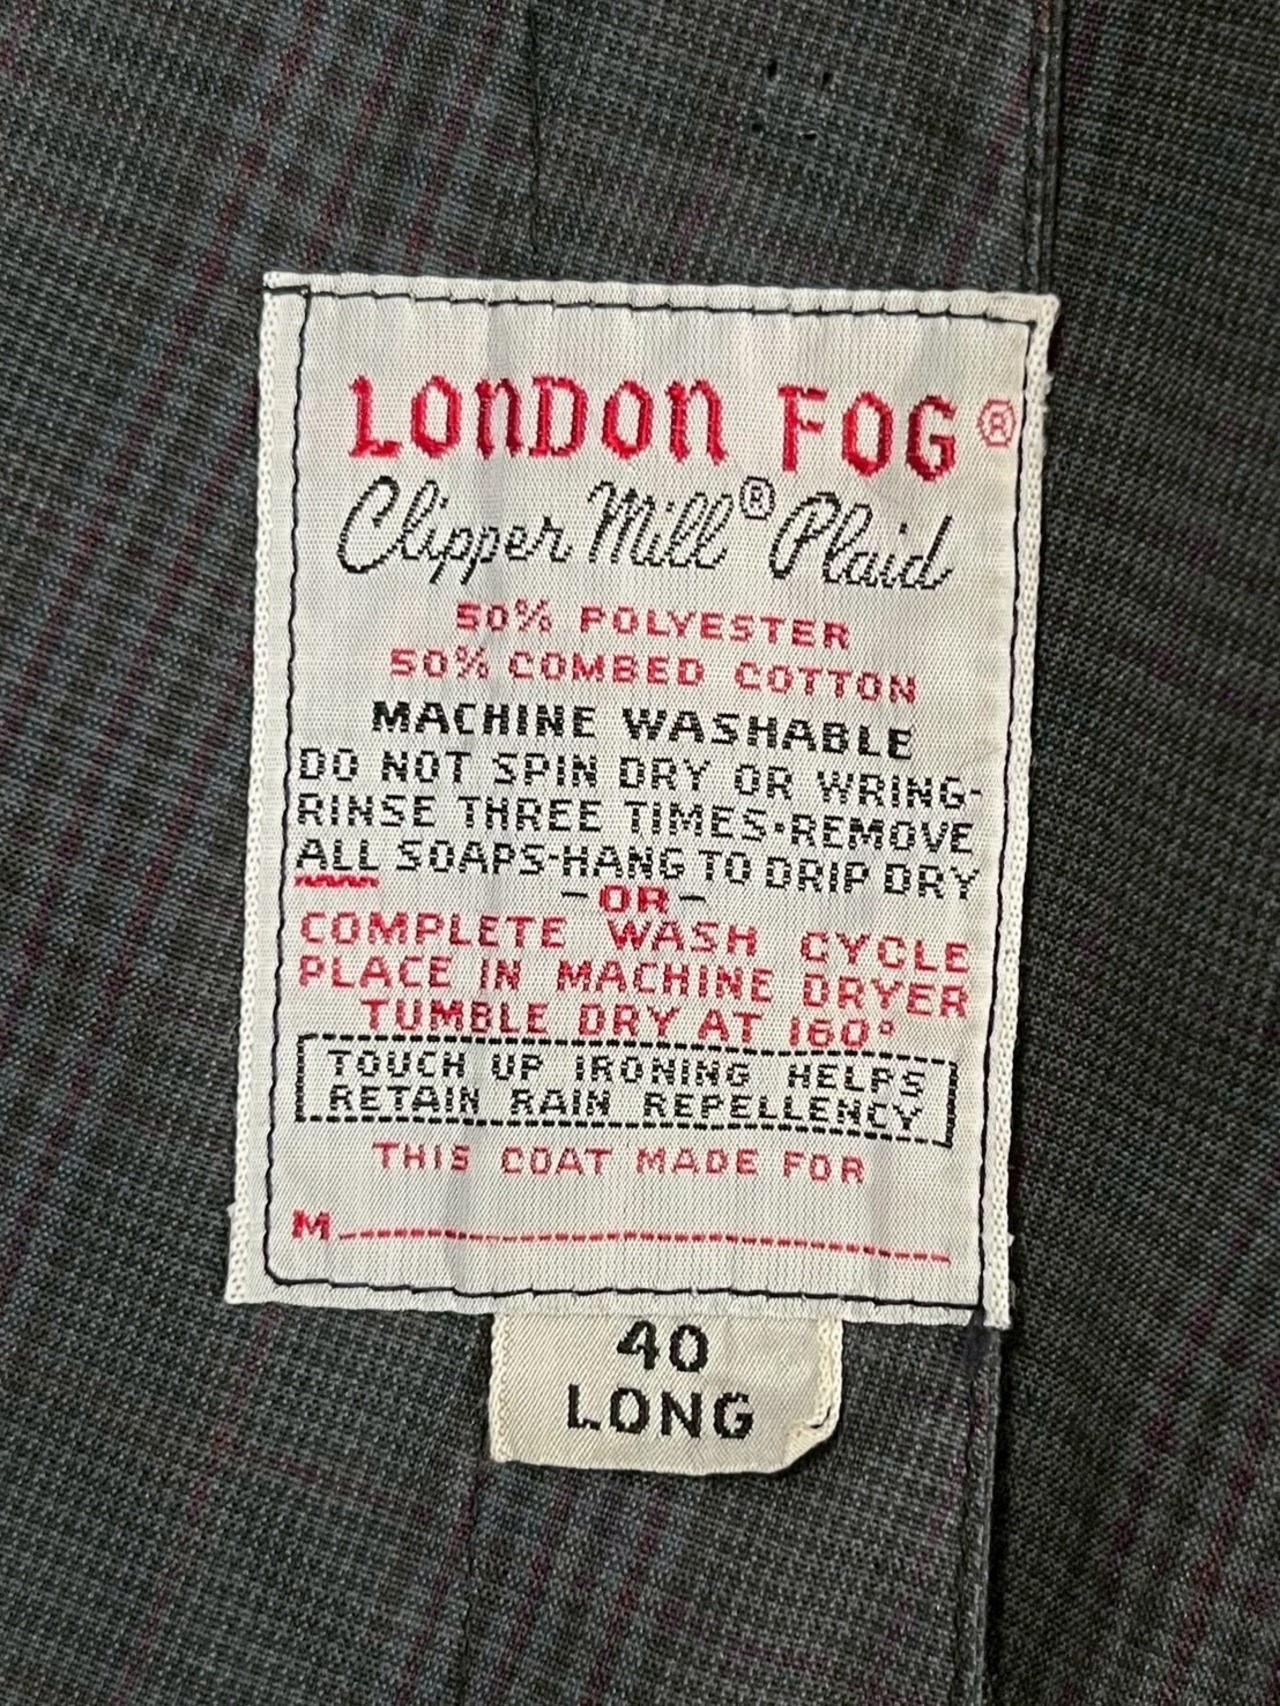 LONDON FOG®
Clipper Mill® Plaid
50% POLYESTER
50% COMBED COTTON
MACHINE WASHABLE
DO NOT SPIN DRY OR WRING-
RINSE THREE TIMES·REMOVE
ALL SOAPS-HANG TO DRIP DRY
-OR-
COMPLETE WASH CYCLE
PLACE IN MACHINE DRYER
TUMBLE DRY AT 160°
TOUCH UP IRONING HELPS
RETAIN RAIN REPELLENCY
THIS COAT MADE FOR
M
40
LONG